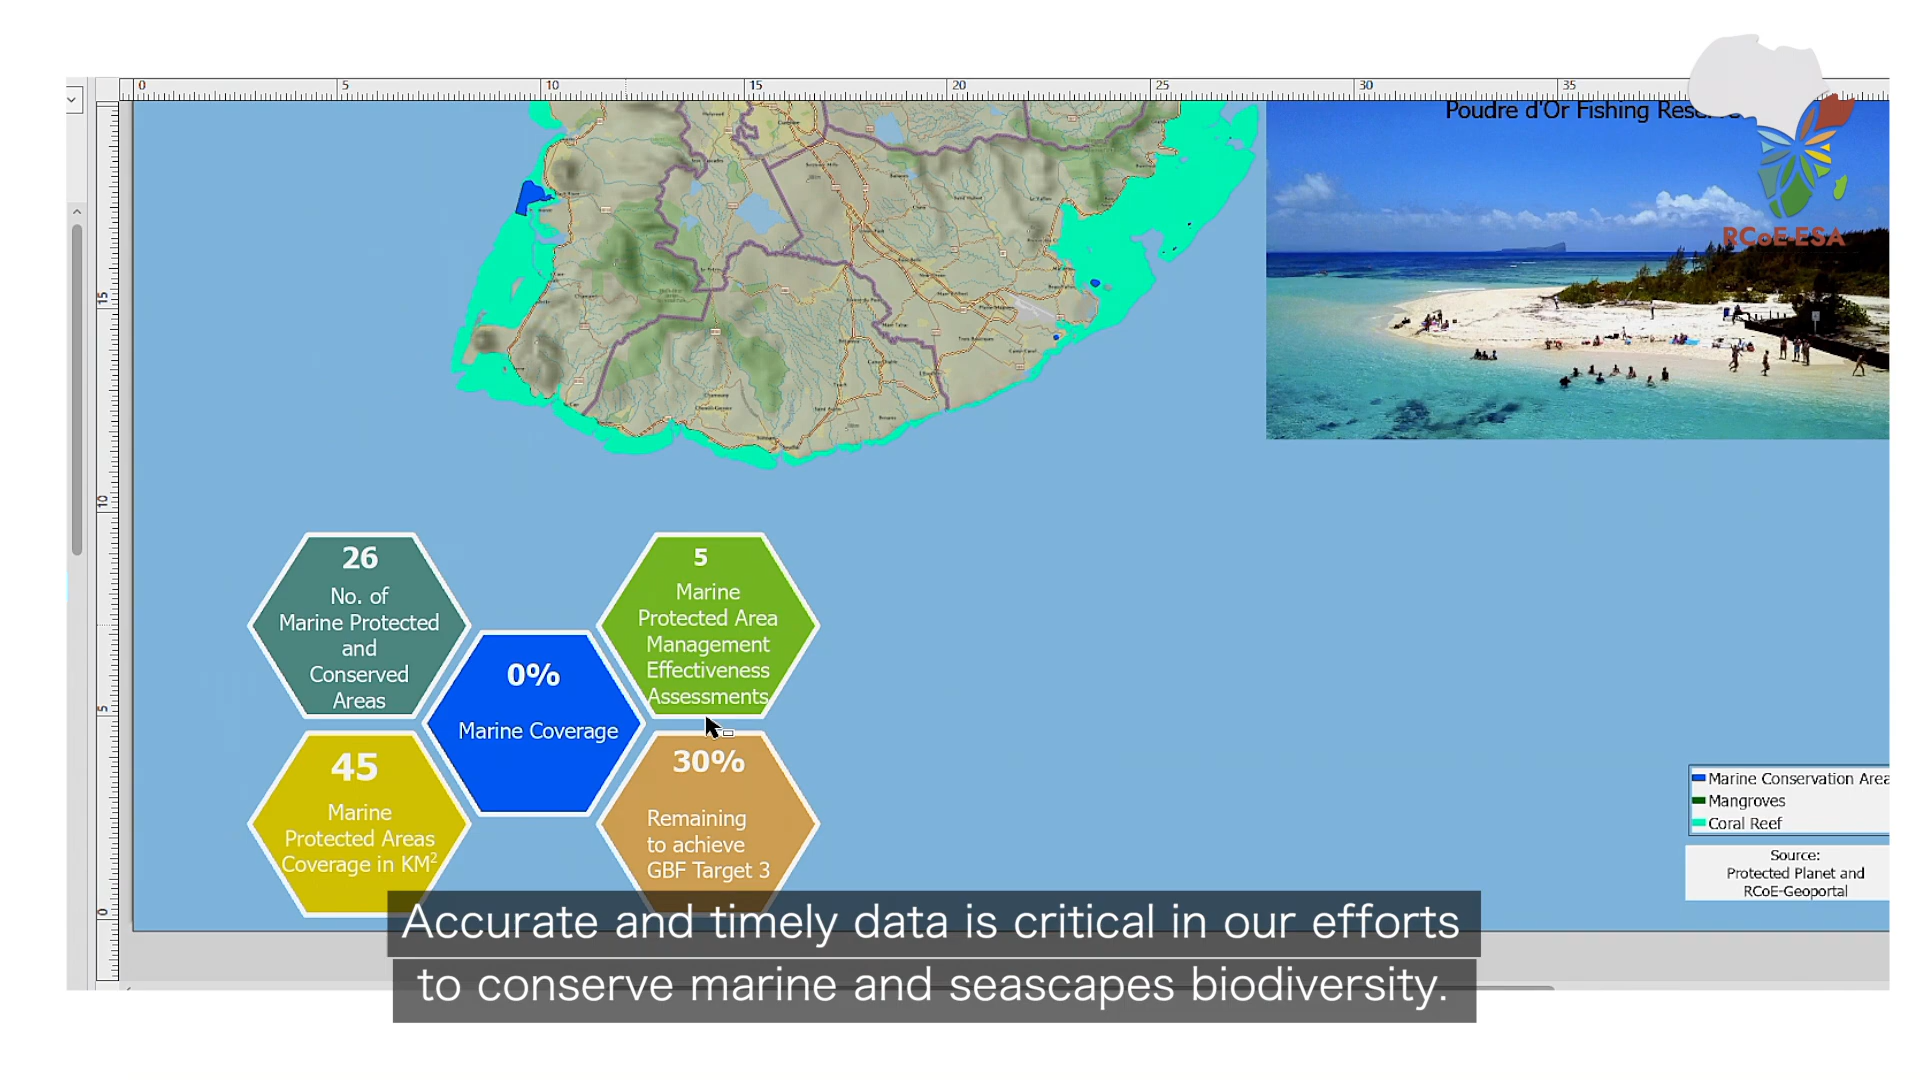 0 5 10 15 20 25 30 35
15
10
5
0
Poudre d'Or Fishing
RCoE-ESA
26
No. of
Marine Protected
and
Conserved
Areas
5
Marine
Protected Area
Management
Effectiveness
Assessments
0%
Marine Coverage
45
Marine
Protected Areas
Coverage in KM²
30%
Remaining
to achieve
GBF Target 3
Marine Conservation Area
Mangroves
Coral Reef
Source:
Protected Planet and
RCoE-Geoportal
Accurate and timely data is critical in our efforts
to conserve marine and seascapes biodiversity.